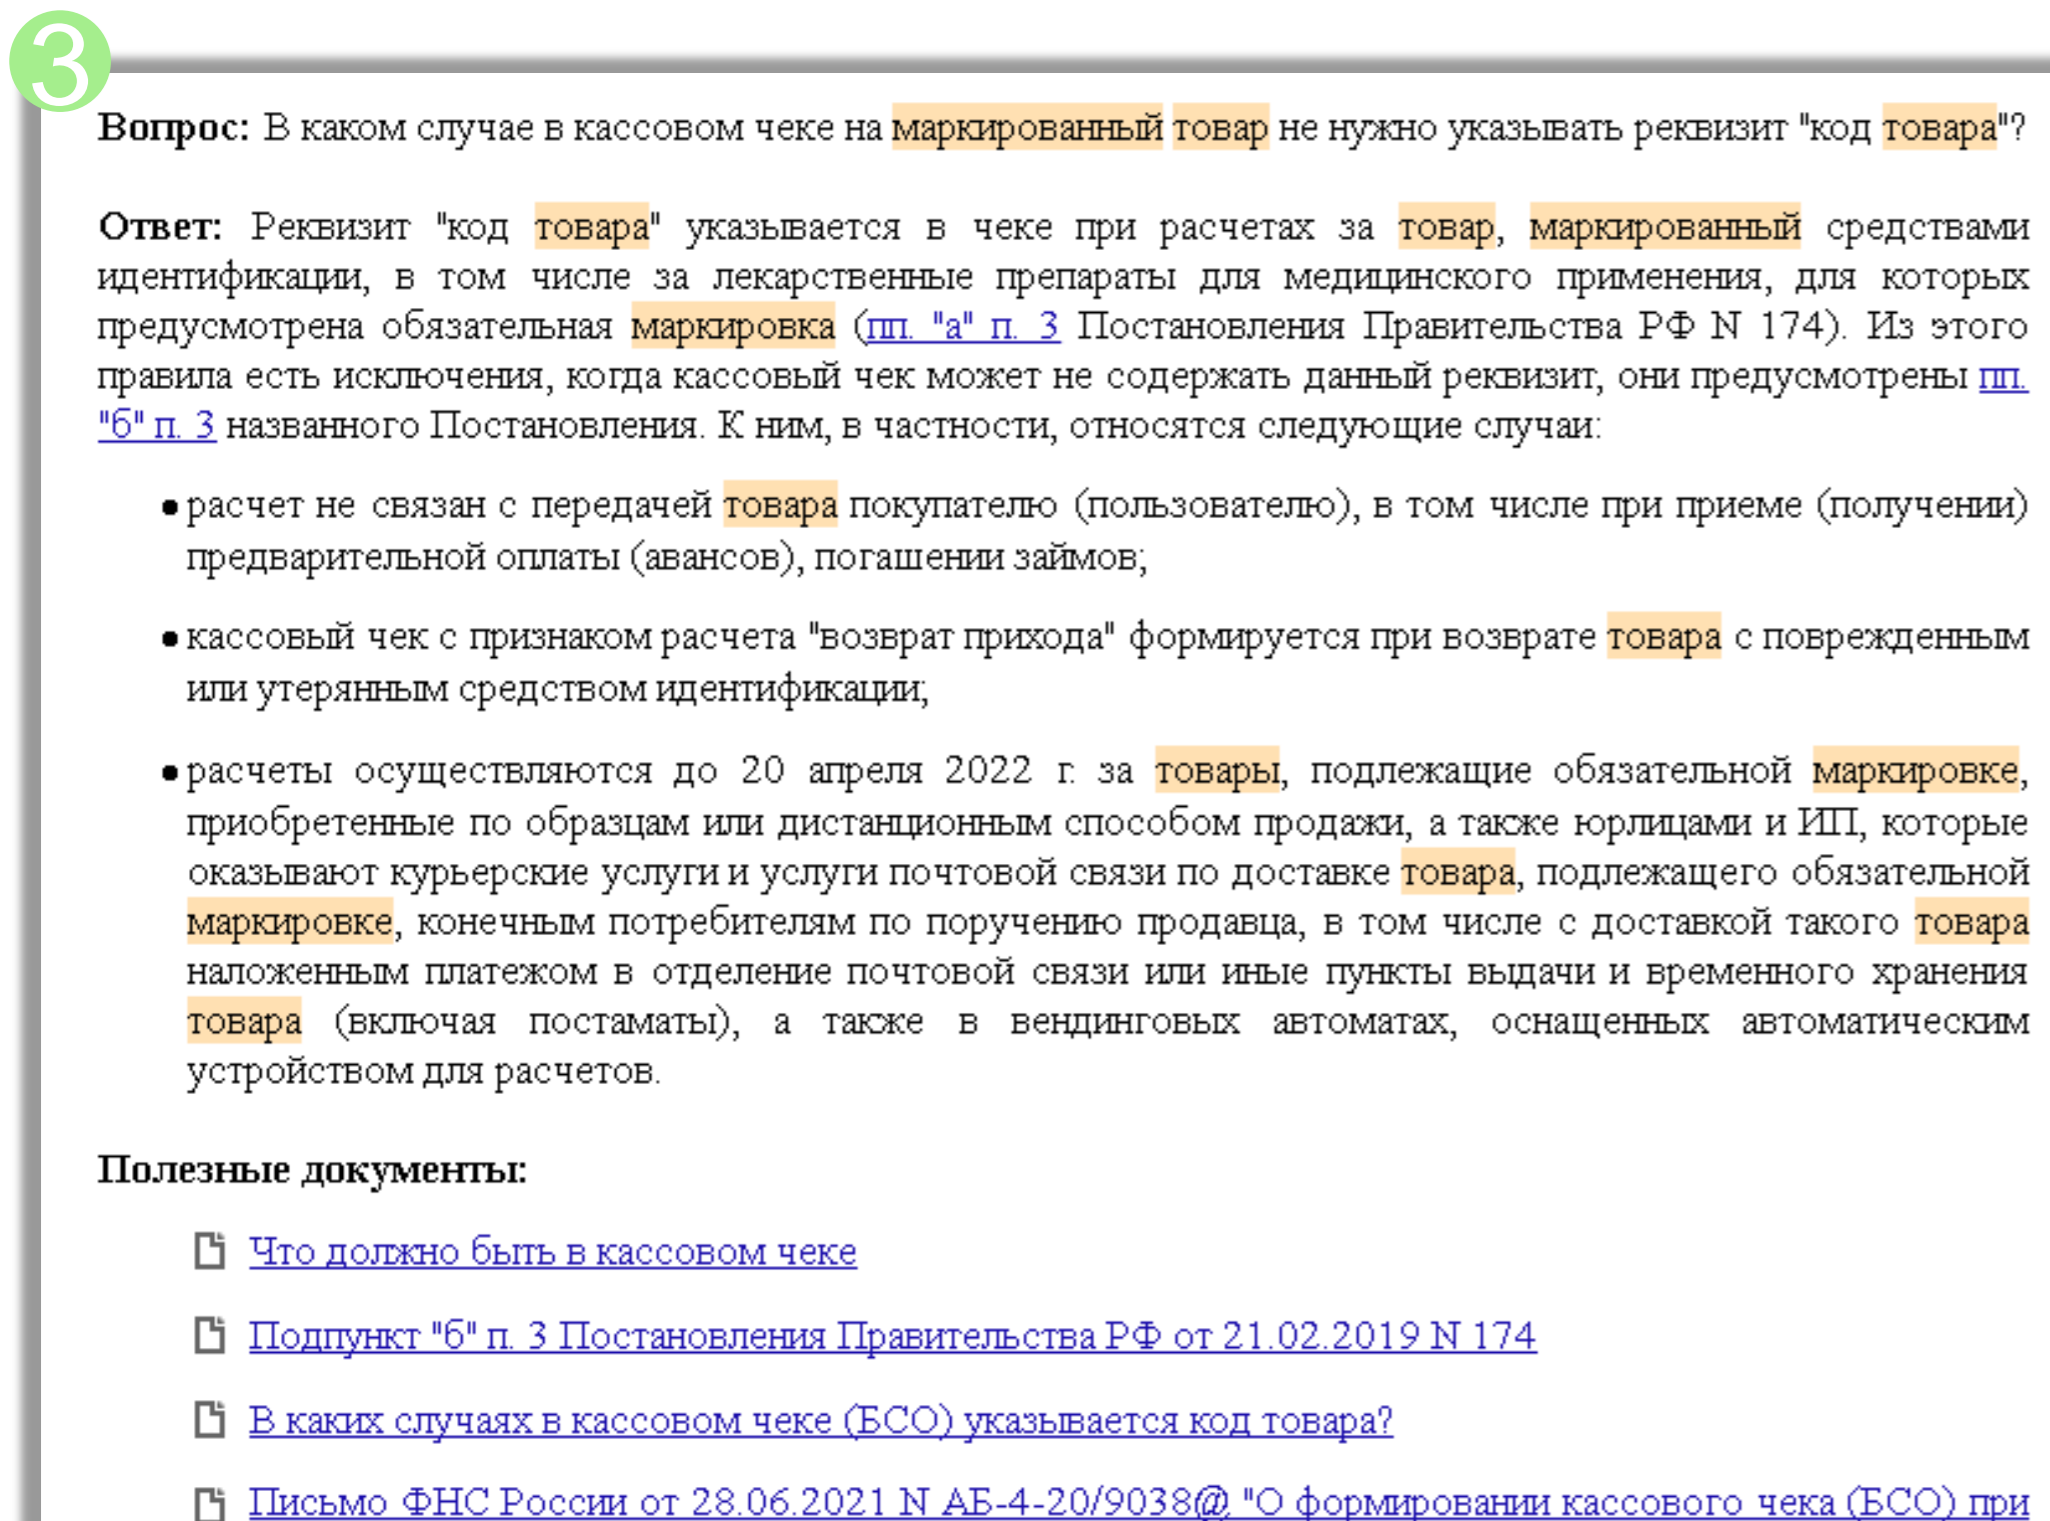 3
Вопрос: В каком случае в кассовом чеке на маркированный товар не нужно указывать реквизит "код товара"?
Ответ: Реквизит "код товара" указывается в чеке при расчетах за товар, маркированный средствами
идентификации, в том числе за лекарственные препараты для медицинского применения, для которых
предусмотрена обязательная маркировка (пп. "а" п. 3 Постановления Правительства РФ N 174). Из этого
правила есть исключения, когда кассовый чек может не содержать данный реквизит, они предусмотрены пп.
"б" п. 3 названного Постановления. К ним, в частности, относятся следующие случаи:
● расчет не связан с передачей товара покупателю (пользователю), в том числе при приеме (получении)
предварительной оплаты (авансов), погашении займов;
● кассовый чек с признаком расчета "возврат прихода" формируется при возврате товара с поврежденным
или утерянным средством идентификации;
● расчеты осуществляются до 20 апреля 2022 г. за товары, подлежащие обязательной маркировке,
приобретенные по образцам или дистанционным способом продажи, а также юрлицами и ИП, которые
оказывают курьерские услуги и услуги почтовой связи по доставке товара, подлежащего обязательной
маркировке, конечным потребителям по поручению продавца, в том числе с доставкой такого товара
наложенным платежом в отделение почтовой связи или иные пункты выдачи и временного хранения
товара (включая постаматы), а также в вендинговых автоматах, оснащенных автоматическим
устройством для расчетов.
Полезные документы:
Что должно быть в кассовом чеке
Подпункт "б" п. 3 Постановления Правительства РФ от 21.02.2019 N 174
В каких случаях в кассовом чеке (БСО) указывается код товара?
Письмо ФНС России от 28.06.2021 N АБ-4-20/9038@ "О формировании кассового чека (БСО) при